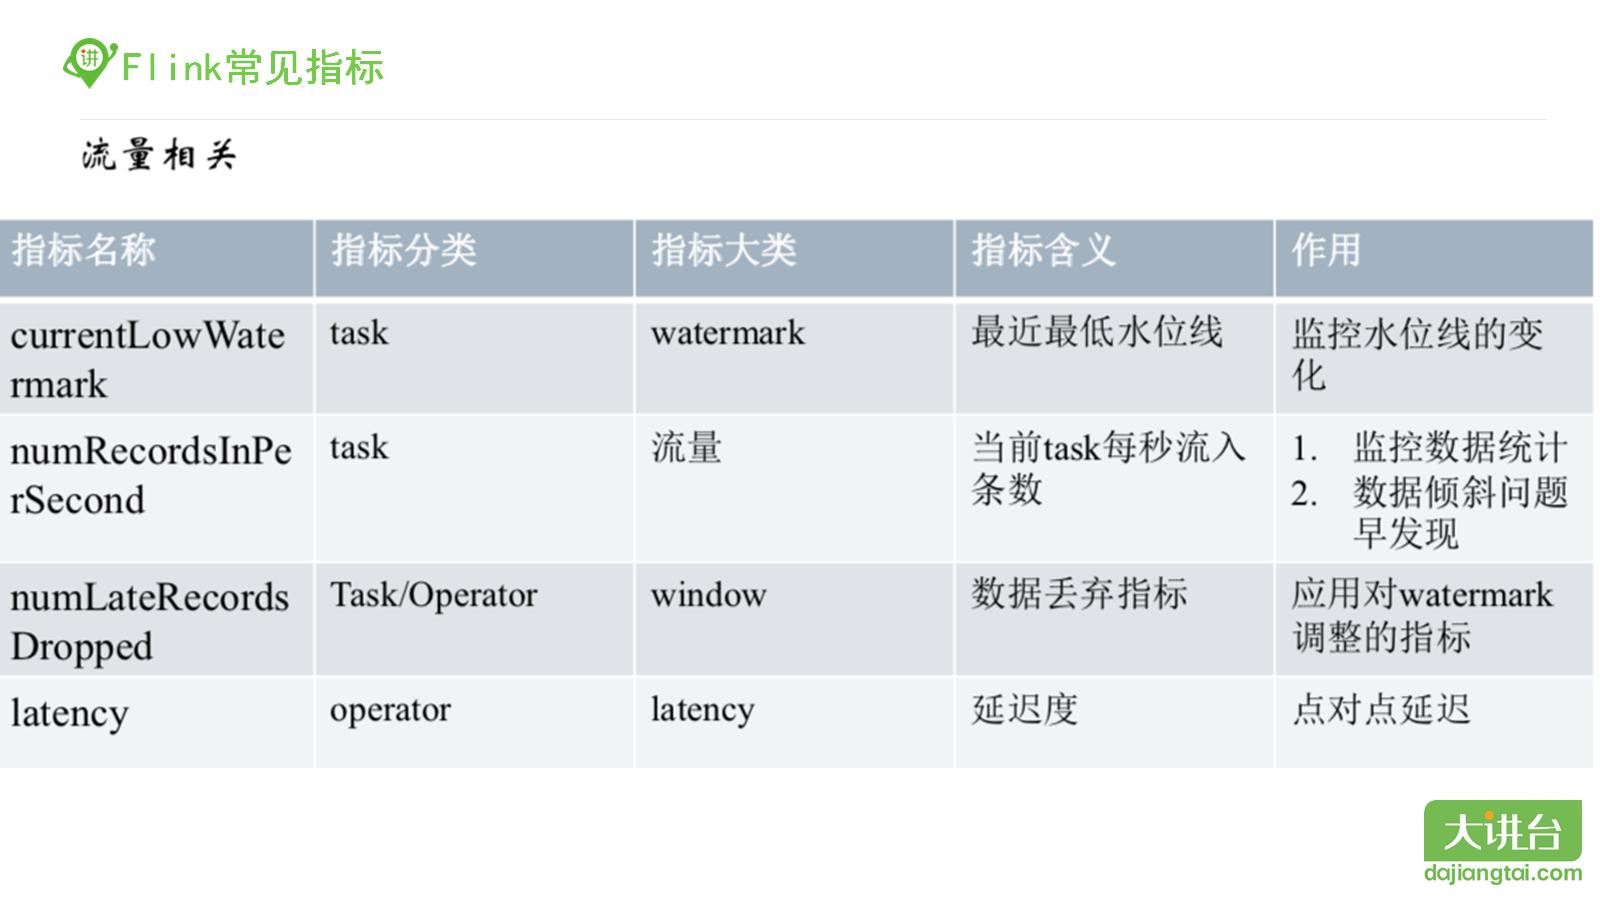 讲
Flink常见指标
流量相关
指标名称
指标分类
指标大类
指标含义
作用
currentLowWate
rmark
task
watermark
最近最低水位线
监控水位线的变
化
numRecordsInPe
rSecond
task
流量
当前task每秒流入
条数
1. 监控数据统计
2. 数据倾斜问题
早发现
numLateRecords
Dropped
Task/Operator
window
数据丢弃指标
应用对watermark
调整的指标
latency
operator
latency
延迟度
点对点延迟
大讲台
dajiangtai.com